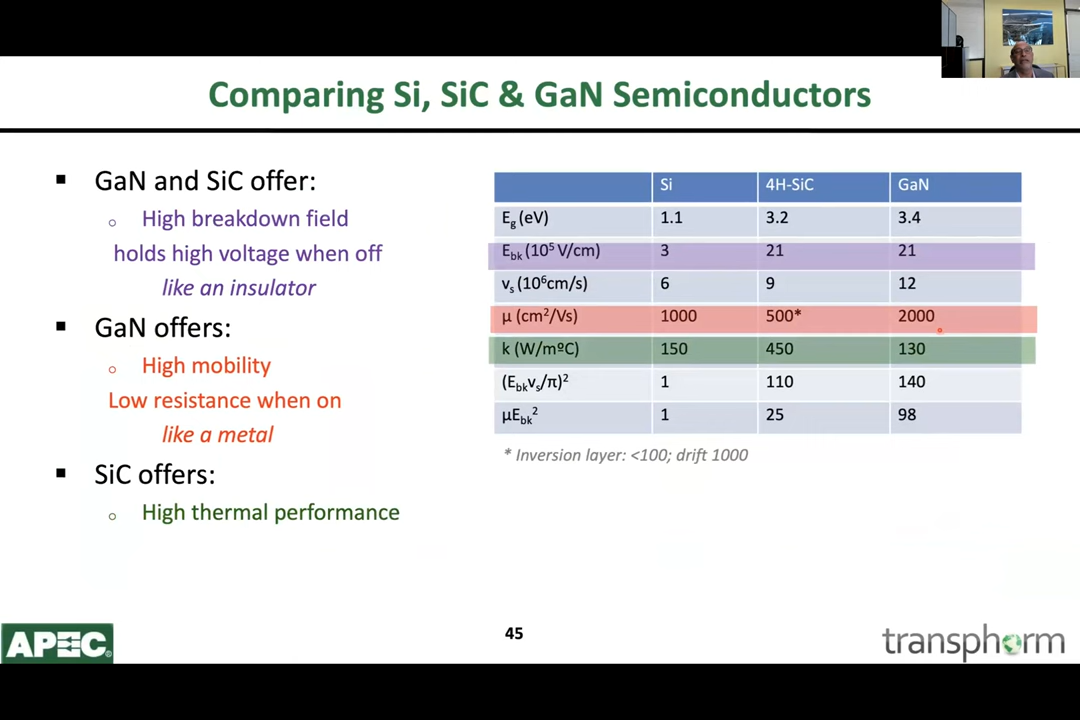 Comparing Si, SiC & GaN Semiconductors
▪ GaN and SiC offer:
o High breakdown field
holds high voltage when off
like an insulator
▪ GaN offers:
o High mobility
Low resistance when on
like a metal
▪ SiC offers:
o High thermal performance
Si 4H-SiC GaN
Eg (eV) 1.1 3.2 3.4
Ebk (10⁵ V/cm) 3 21 21
vs (10⁶cm/s) 6 9 12
μ (cm²/Vs) 1000 500* 2000
k (W/mºC) 150 450 130
(Ebkvs/π)² 1 110 140
μEbk² 1 25 98
* Inversion layer: <100; drift 1000
APEC®
45
transphorm